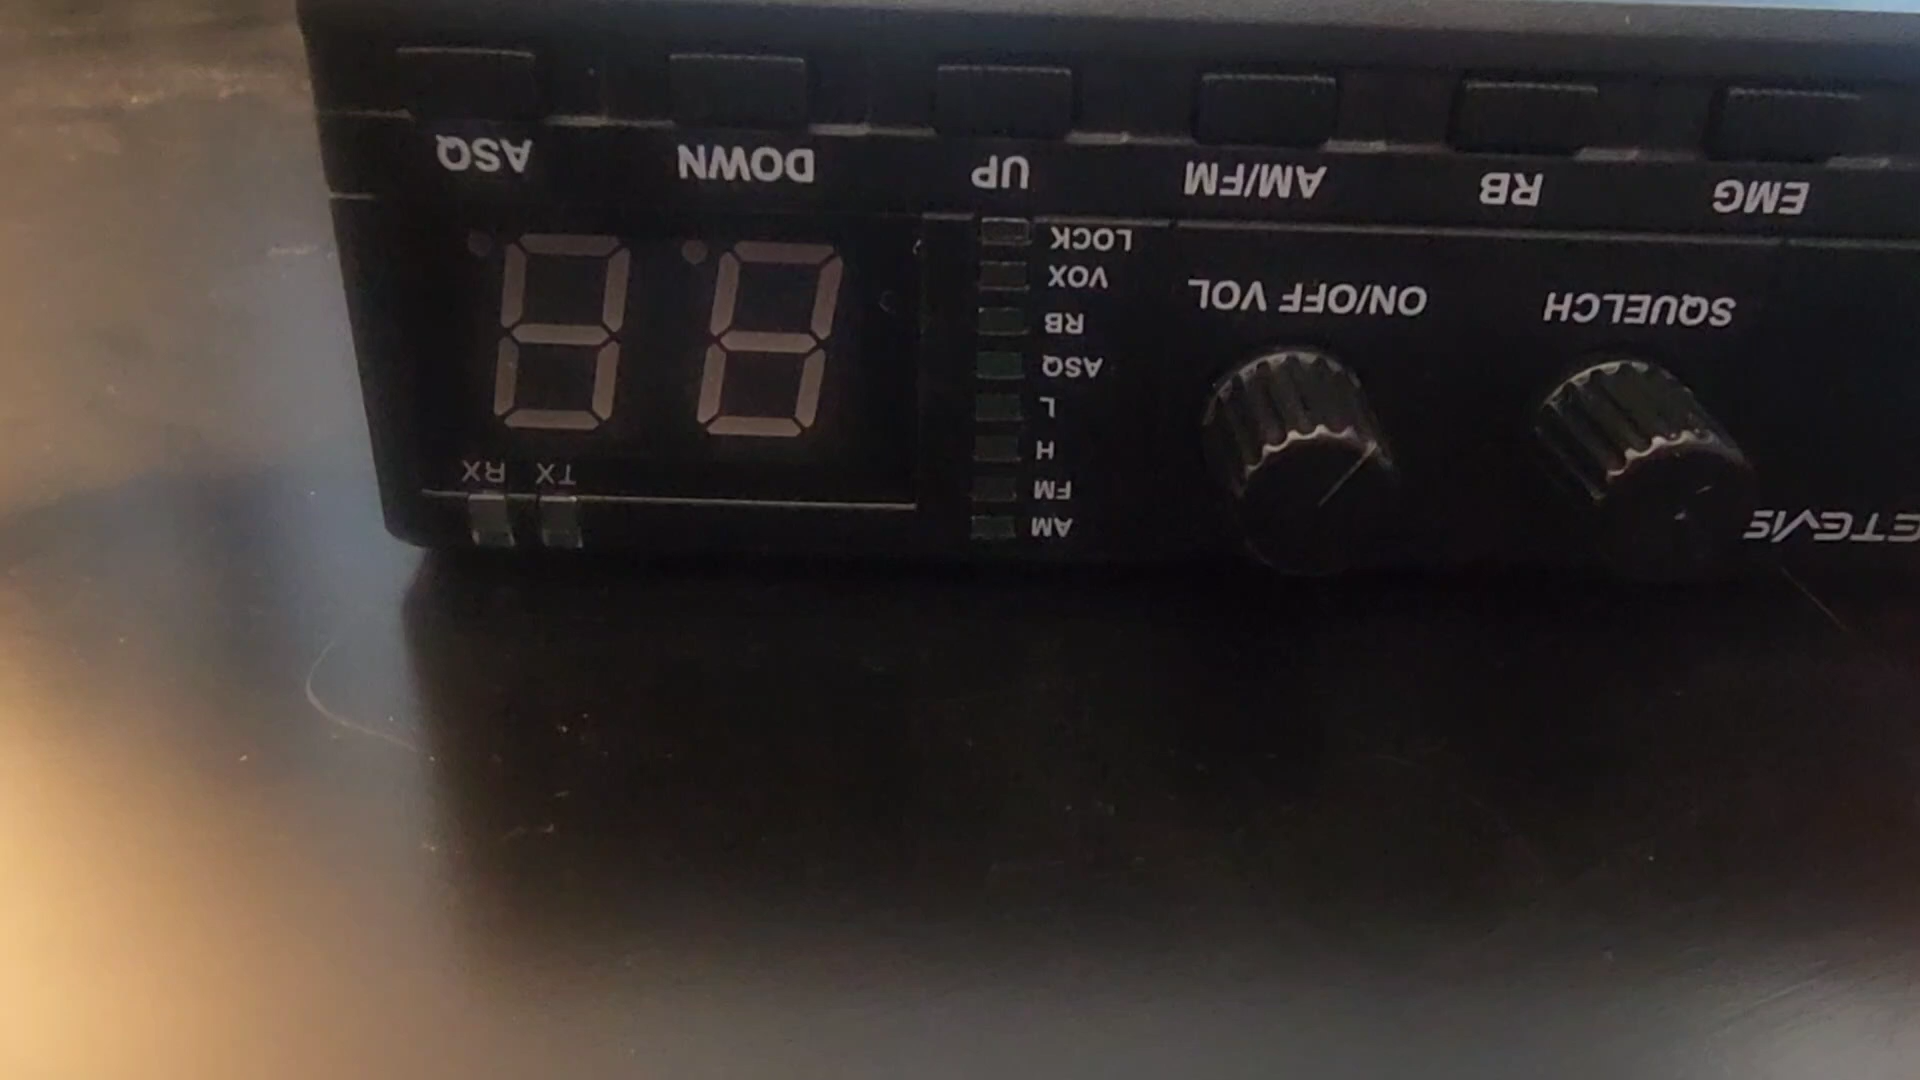 ETEVIS
SQUELCH
ON/OFF VOL
AM
FM
H
L
ASQ
RB
VOX
LOCK
TX RX
EMG RB AM/FM UP DOWN ASQ